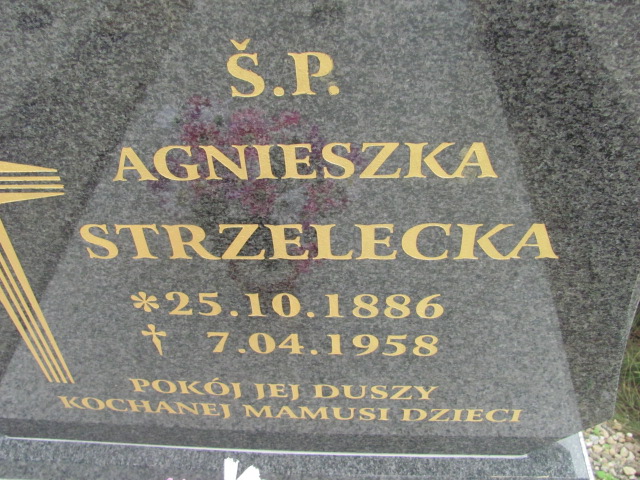 Š.P.
AGNIESZKA
STRZELECKA
*25.10.1886
† 7.04.1958
POKÓJ JEJ DUSZY
KOCHANEJ MAMUSI DZIECI